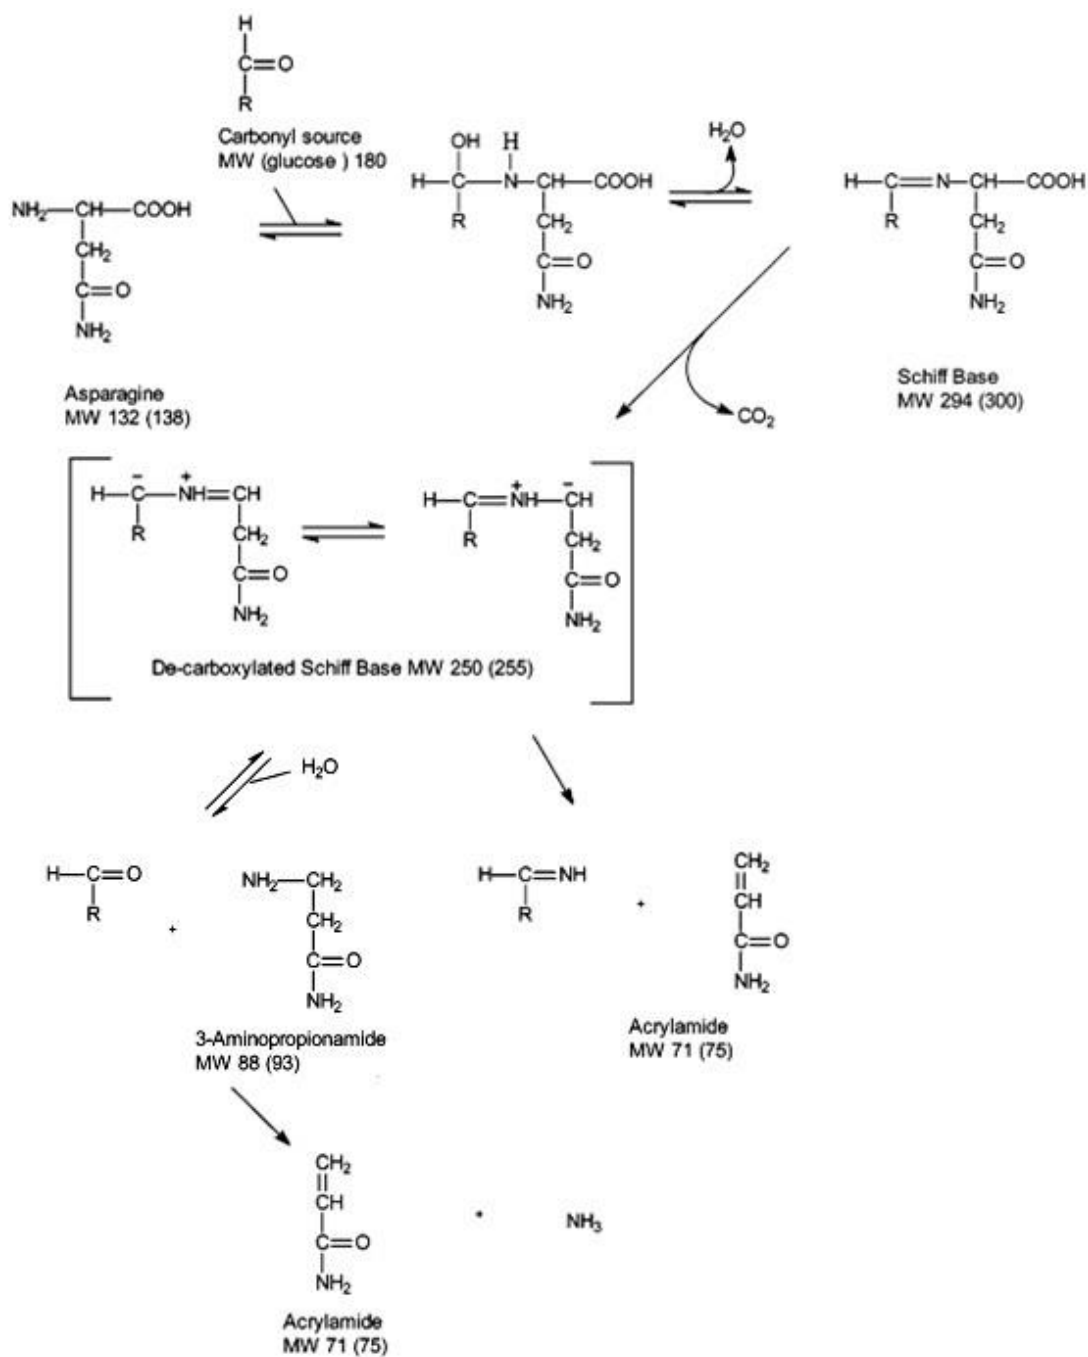 H
C=O
R
Carbonyl source
MW (glucose ) 180
NH2—CH—COOH
CH2
C=O
NH2
Asparagine
MW 132 (138)
OH H
H—C—N—CH—COOH
R CH2
C=O
NH2
H2O
H—C=N—CH—COOH
R CH2
C=O
NH2
Schiff Base
MW 294 (300)
CO2
− +
H—C—NH=CH
R CH2
C=O
NH2
+ −
H—C=NH—CH
R CH2
C=O
NH2
De-carboxylated Schiff Base MW 250 (255)
H2O
H—C=O
R
+
NH2—CH2
CH2
C=O
NH2
3-Aminopropionamide
MW 88 (93)
H—C=NH
R
+
CH2
CH
C=O
NH2
Acrylamide
MW 71 (75)
CH2
CH
C=O
NH2
Acrylamide
MW 71 (75)
+
NH3